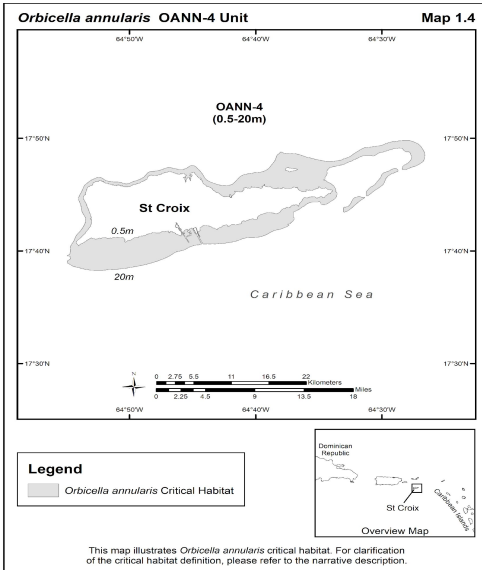 Orbicella annularis OANN-4 Unit Map 1.4
64°50'W 64°40'W 64°30'W
OANN-4
(0.5-20m)
17°50'N 17°50'N
St Croix
0.5m
17°40'N 17°40'N
20m
Caribbean Sea
17°30'N 17°30'N
N
0 2.75 5.5 11 16.5 22
Kilometers
Miles
0 2.25 4.5 9 13.5 18
64°50'W 64°40'W 64°30'W
Legend
Orbicella annularis Critical Habitat
Dominican
Republic
Caribbean Islands
St Croix
Overview Map
This map illustrates Orbicella annularis critical habitat. For clarification
of the critical habitat definition, please refer to the narrative description.